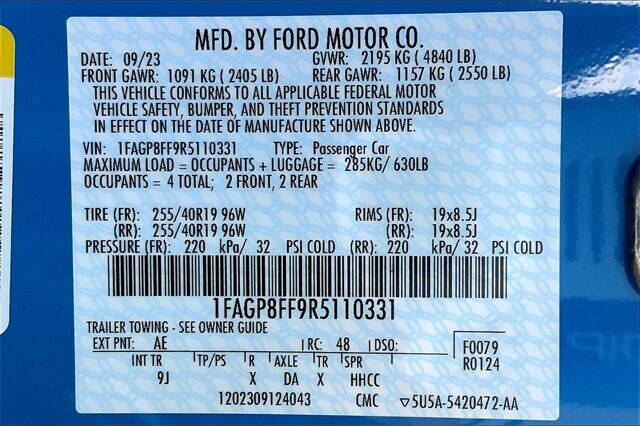 MFD. BY FORD MOTOR CO.
DATE: 09/23 GVWR: 2195 KG ( 4840 LB)
FRONT GAWR: 1091 KG ( 2405 LB) REAR GAWR: 1157 KG ( 2550 LB)
THIS VEHICLE CONFORMS TO ALL APPLICABLE FEDERAL MOTOR
VEHICLE SAFETY, BUMPER, AND THEFT PREVENTION STANDARDS
IN EFFECT ON THE DATE OF MANUFACTURE SHOWN ABOVE.
VIN: 1FAGP8FF9R5110331 TYPE: Passenger Car
MAXIMUM LOAD = OCCUPANTS + LUGGAGE = 285KG/ 630LB
OCCUPANTS = 4 TOTAL; 2 FRONT, 2 REAR
TIRE (FR): 255/40R19 96W RIMS (FR): 19x8.5J
(RR): 255/40R19 96W (RR): 19x8.5J
PRESSURE (FR): 220 kPa/ 32 PSI COLD (RR): 220 kPa/ 32 PSI COLD
1FAGP8FF9R5110331
TRAILER TOWING - SEE OWNER GUIDE
EXT PNT: AE RC: 48 DSO: F0079
INT TR TP/PS R AXLE TR SPR R0124
9J X DA X HHCC
1202309124043 CMC ▽5U5A-5420472-AA